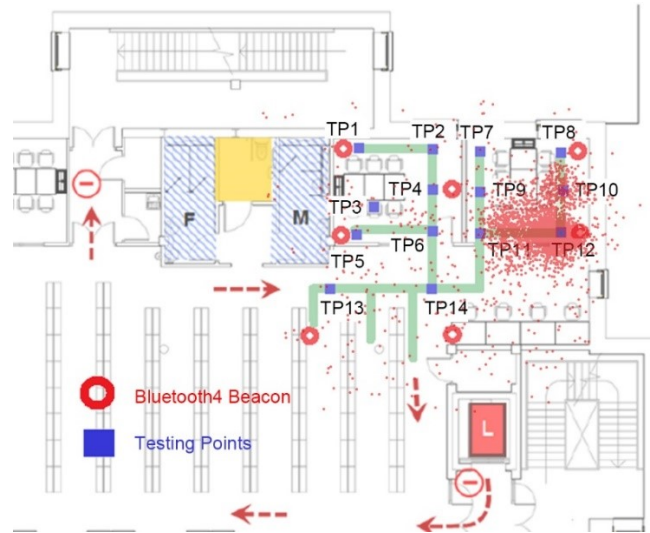 TP1
TP2
TP7
TP8
TP4
TP9
TP10
TP3
F
M
TP5
TP6
TP11
TP12
TP13
TP14
Bluetooth4 Beacon
L
Testing Points